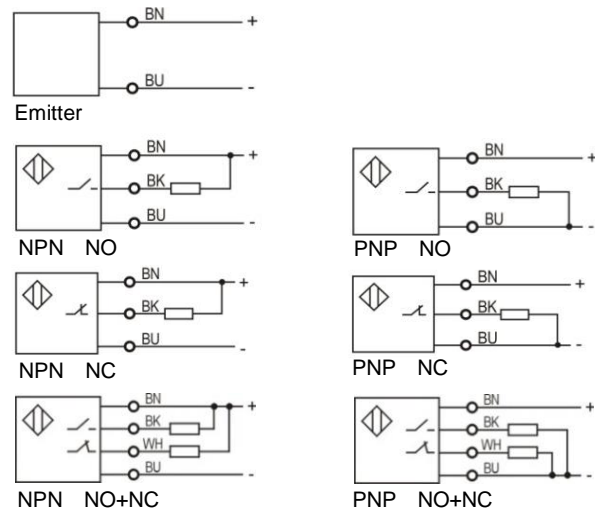 BN +
BU -
Emitter
BN +
BK
BU -
NPN NO
BN +
BK
BU -
PNP NO
BN +
BK
BU -
NPN NC
BN +
BK
BU -
PNP NC
BN +
BK
WH
BU -
NPN NO+NC
BN +
BK
WH
BU -
PNP NO+NC